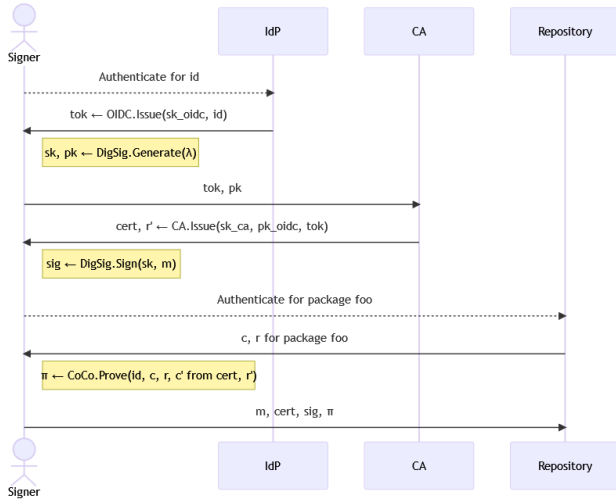 Signer
IdP
CA
Repository
Authenticate for id
tok ← OIDC.Issue(sk_oidc, id)
sk, pk ← DigSig.Generate(λ)
tok, pk
cert, r' ← CA.Issue(sk_ca, pk_oidc, tok)
sig ← DigSig.Sign(sk, m)
Authenticate for package foo
c, r for package foo
π ← CoCo.Prove(id, c, r, c' from cert, r')
m, cert, sig, π
Signer
IdP
CA
Repository